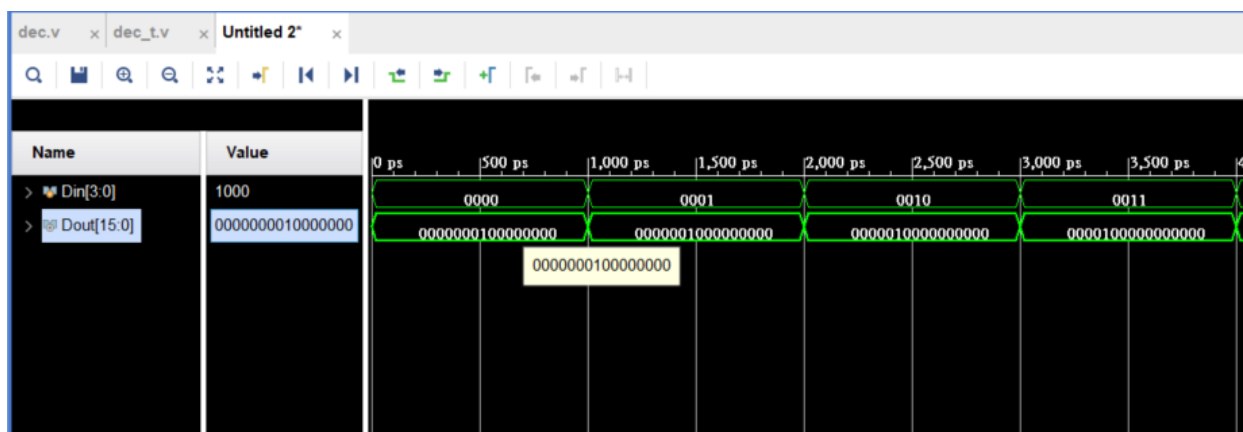 dec.v × dec_t.v × Untitled 2* ×
Name Value
0 ps 500 ps 1,000 ps 1,500 ps 2,000 ps 2,500 ps 3,000 ps 3,500 ps 4
Din[3:0] 1000 0000 0001 0010 0011
Dout[15:0] 0000000010000000 0000000100000000 0000001000000000 0000010000000000 0000100000000000
0000000100000000